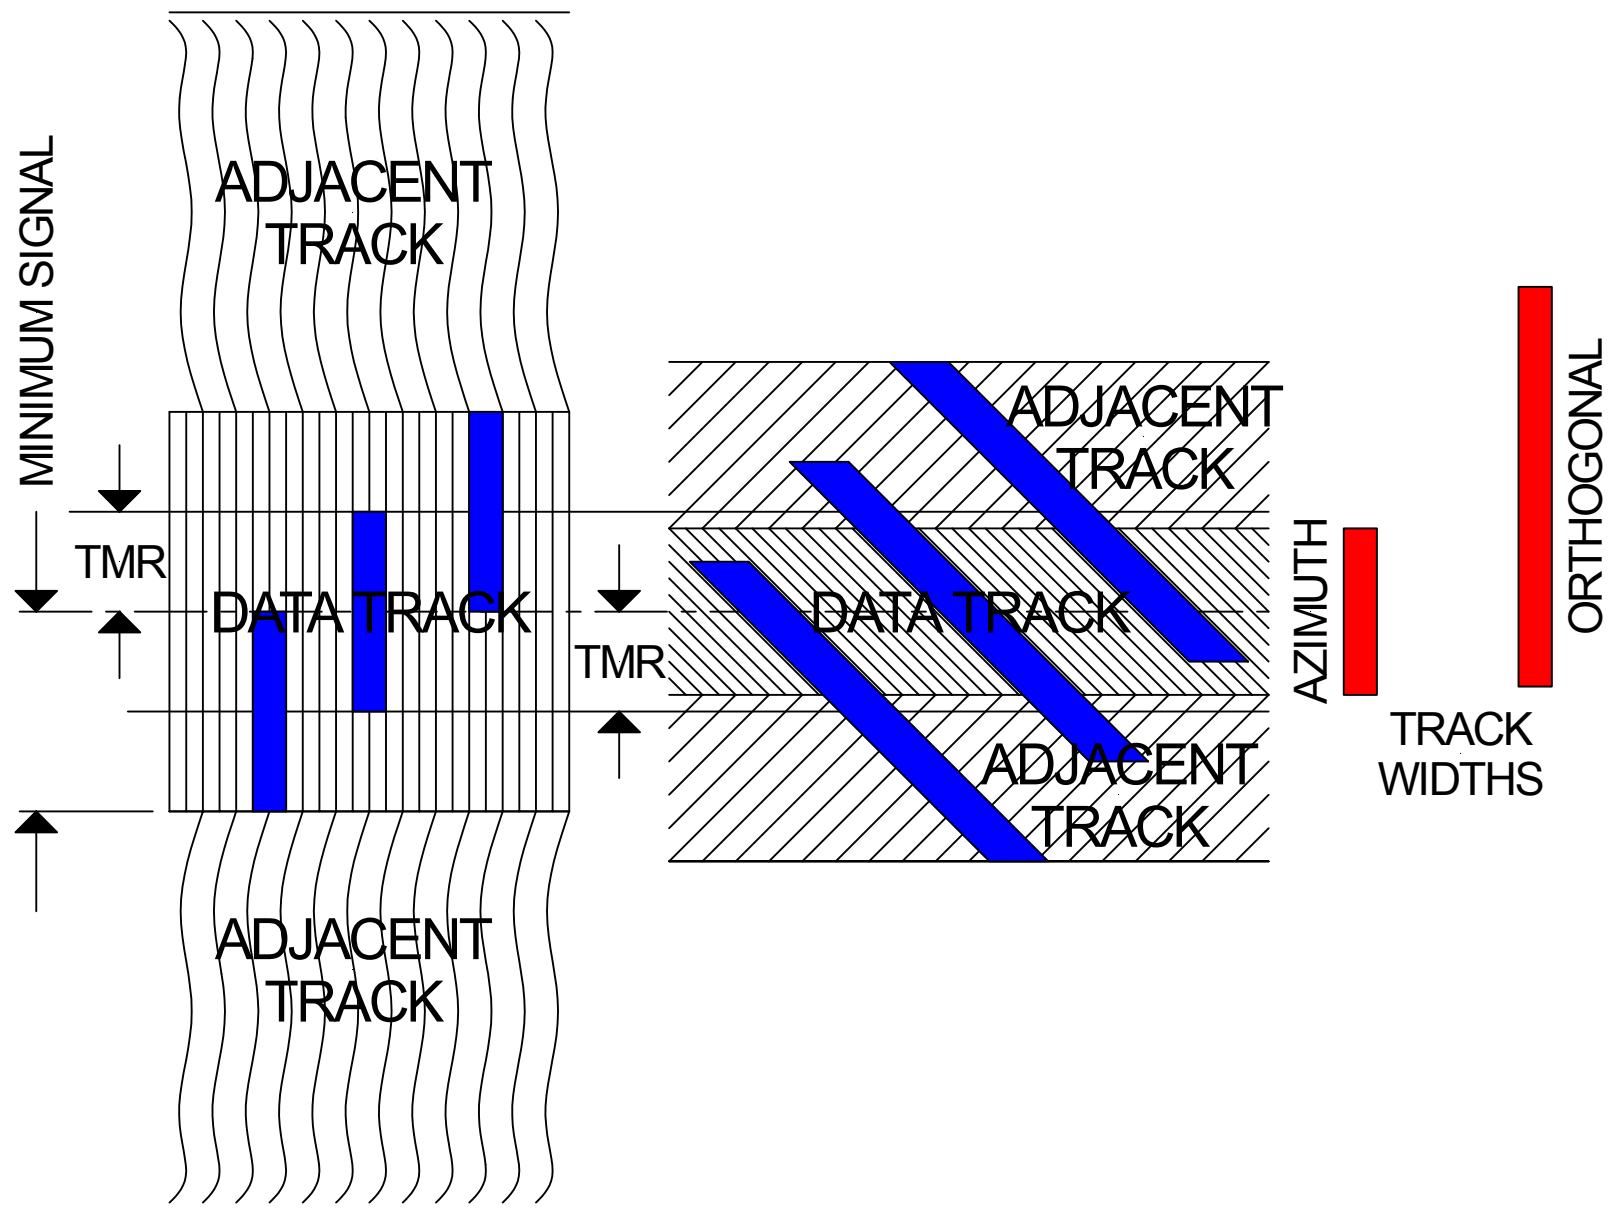 MINIMUM SIGNAL
ADJACENT
TRACK
TMR
DATA TRACK
ADJACENT
TRACK
TMR
ADJACENT
TRACK
DATA TRACK
ADJACENT
TRACK
AZIMUTH
ORTHOGONAL
TRACK
WIDTHS